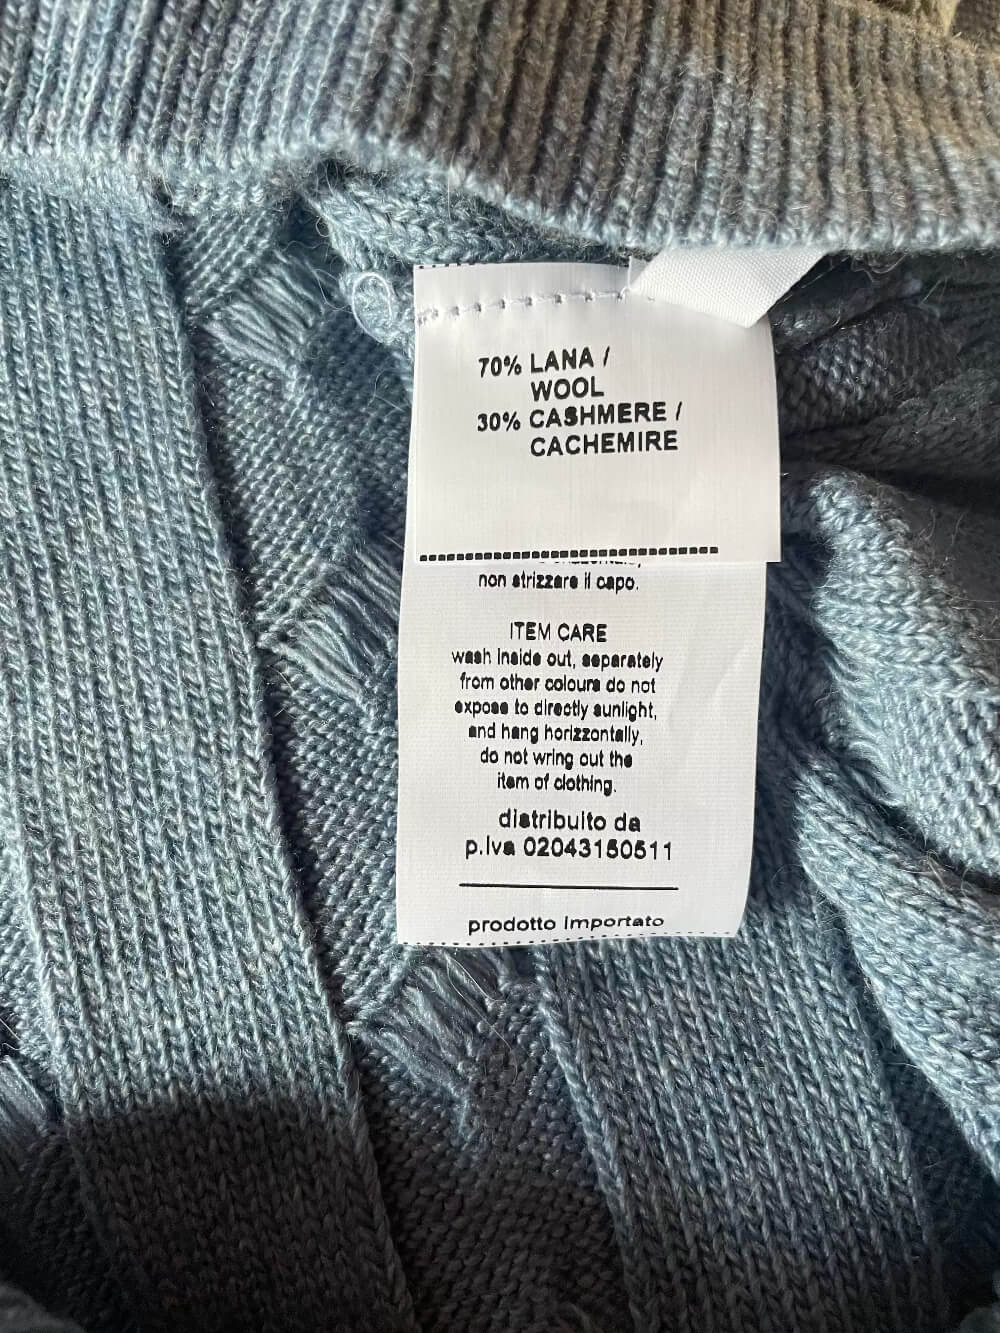 70% LANA /
WOOL
30% CASHMERE /
CACHEMIRE
non strizzare il capo.
ITEM CARE
wash inside out, separately
from other colours do not
expose to directly sunlight,
and hang horizzontally,
do not wring out the
item of clothing.
distribuito da
p.Iva 02043150511
prodotto importato